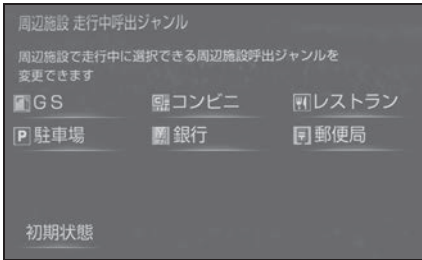 周辺施設 走行中呼出ジャンル
周辺施設で走行中に選択できる周辺施設呼出ジャンルを
変更できます
GS コンビニ レストラン
P 駐車場 銀行 〒 郵便局
初期状態